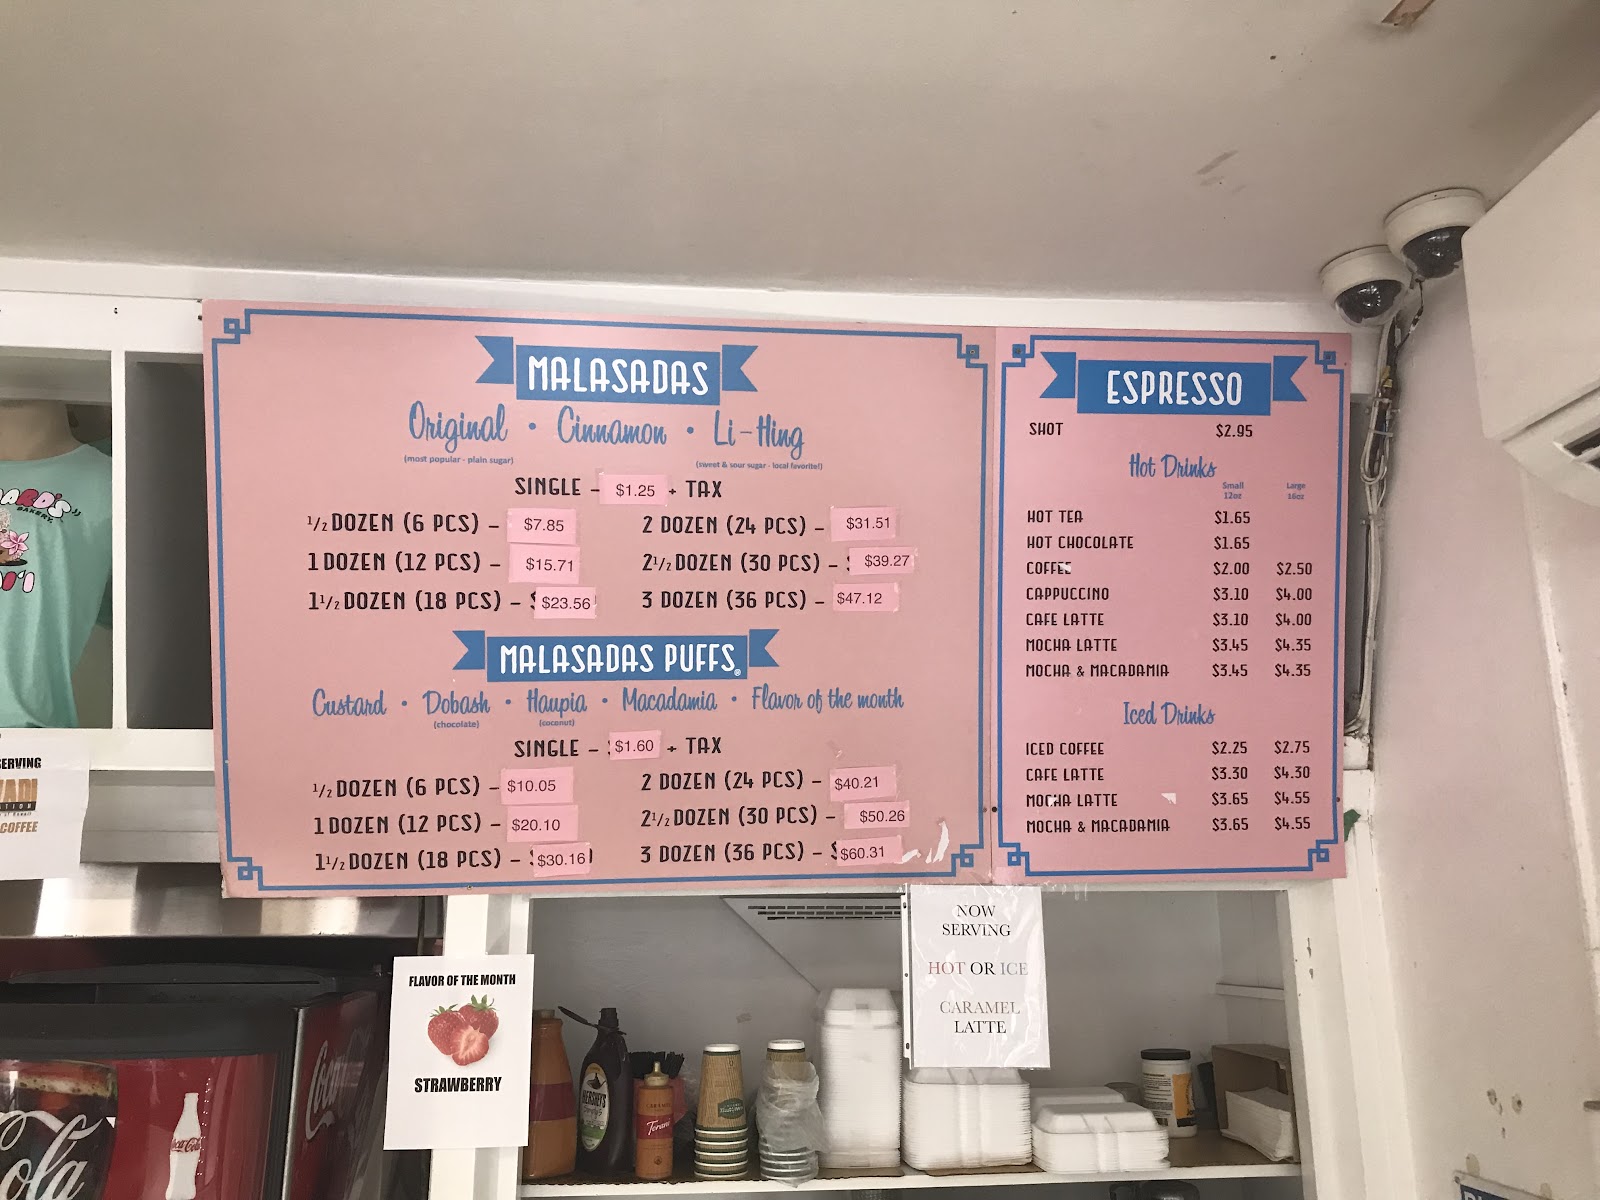 MALASADAS
Original • Cinnamon • Li-Hing
(most popular - plain sugar) (sweet & sour sugar - local favorite!)
SINGLE - $1.25 + TAX
1/2 DOZEN (6 PCS) - $7.85
1 DOZEN (12 PCS) - $15.71
1 1/2 DOZEN (18 PCS) - $23.56
2 DOZEN (24 PCS) - $31.51
2 1/2 DOZEN (30 PCS) - $39.27
3 DOZEN (36 PCS) - $47.12
MALASADAS PUFFS®
Custard • Dobash • Haupia • Macadamia • Flavor of the month
(chocolate) (coconut)
SINGLE - $1.60 + TAX
1/2 DOZEN (6 PCS) - $10.05
1 DOZEN (12 PCS) - $20.10
1 1/2 DOZEN (18 PCS) - $30.16
2 DOZEN (24 PCS) - $40.21
2 1/2 DOZEN (30 PCS) - $50.26
3 DOZEN (36 PCS) - $60.31
ESPRESSO
SHOT $2.95
Hot Drinks
Small Large
12oz 16oz
HOT TEA $1.65
HOT CHOCOLATE $1.65
COFFEE $2.00 $2.50
CAPPUCCINO $3.10 $4.00
CAFE LATTE $3.10 $4.00
MOCHA LATTE $3.45 $4.35
MOCHA & MACADAMIA $3.45 $4.35
Iced Drinks
ICED COFFEE $2.25 $2.75
CAFE LATTE $3.30 $4.30
MOCHA LATTE $3.65 $4.55
MOCHA & MACADAMIA $3.65 $4.55
NOW
SERVING
HOT OR ICE
CARAMEL
LATTE
FLAVOR OF THE MONTH
STRAWBERRY
ARD'S
BAKERY
SERVING
COFFEE
HERSHEY'S
Torani
Coca-Cola
ola